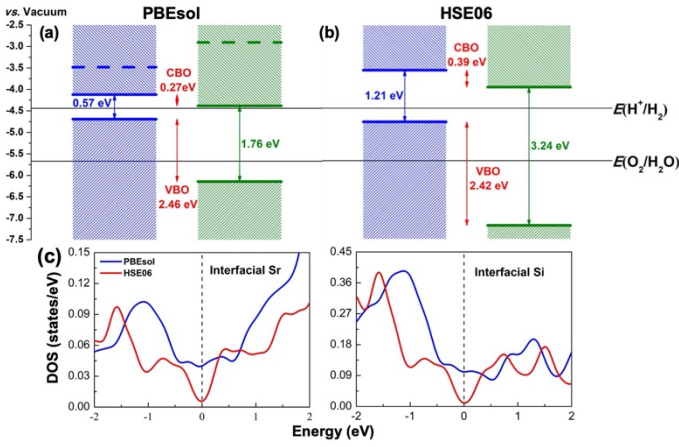 vs. Vacuum
PBEsol
HSE06
-2.5
-3.0
-3.5
-4.0
-4.5
-5.0
-5.5
-6.0
-6.5
-7.0
-7.5
(a)
CBO
0.27eV
0.57eV
1.76 eV
VBO
2.46 eV
(b)
CBO
0.39 eV
1.21 eV
3.24 eV
VBO
2.42 eV
E(H+/H2)
E(O2/H2O)
(c)
DOS (states/eV)
0.15
0.12
0.09
0.06
0.03
0.00
PBEsol
HSE06
Interfacial Sr
-2
-1
0
1
2
0.45
0.36
0.27
0.18
0.09
0.00
Interfacial Si
-2
-1
0
1
2
Energy (eV)